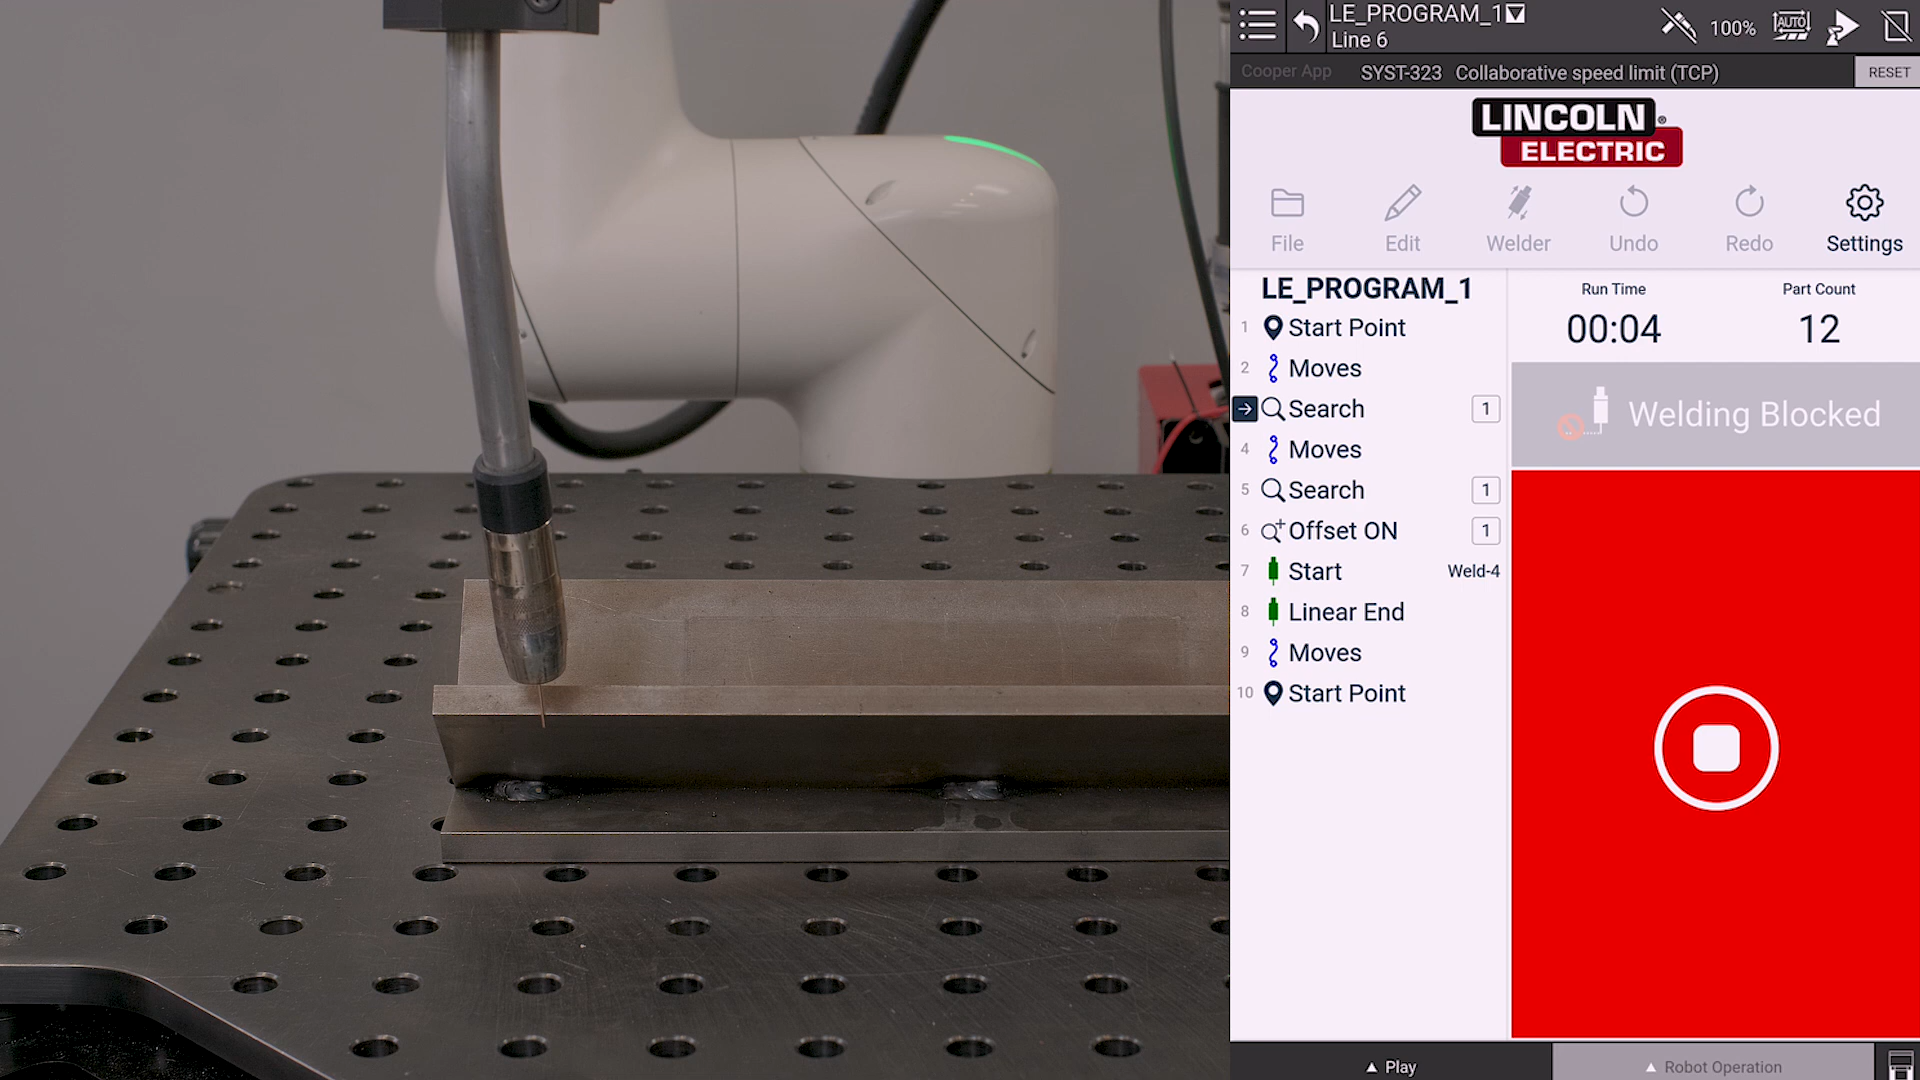 LE_PROGRAM_1
Line 6
100%
AUTO
Cooper App SYST-323 Collaborative speed limit (TCP) RESET
LINCOLN ®
ELECTRIC
File Edit Welder Undo Redo Settings
LE_PROGRAM_1
1 Start Point
2 Moves
Search 1
4 Moves
5 Search 1
6 Offset ON 1
7 Start Weld-4
8 Linear End
9 Moves
10 Start Point
Run Time Part Count
00:04 12
Welding Blocked
Play Robot Operation